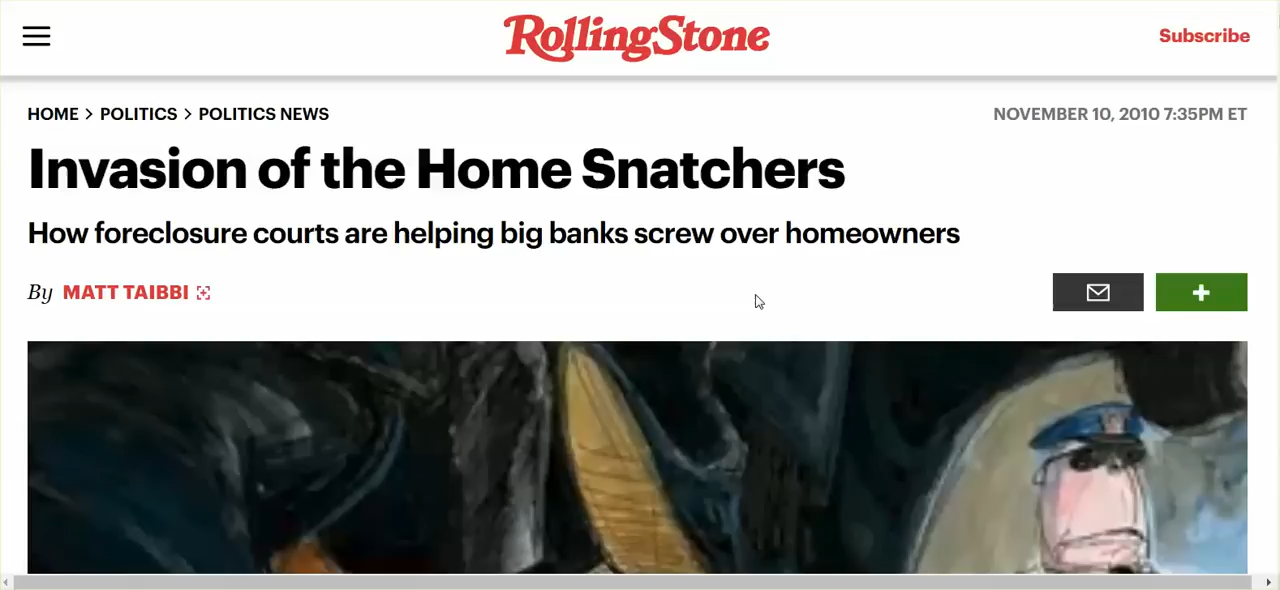 RollingStone
Subscribe
HOME > POLITICS > POLITICS NEWS
NOVEMBER 10, 2010 7:35PM ET
Invasion of the Home Snatchers
How foreclosure courts are helping big banks screw over homeowners
By MATT TAIBBI